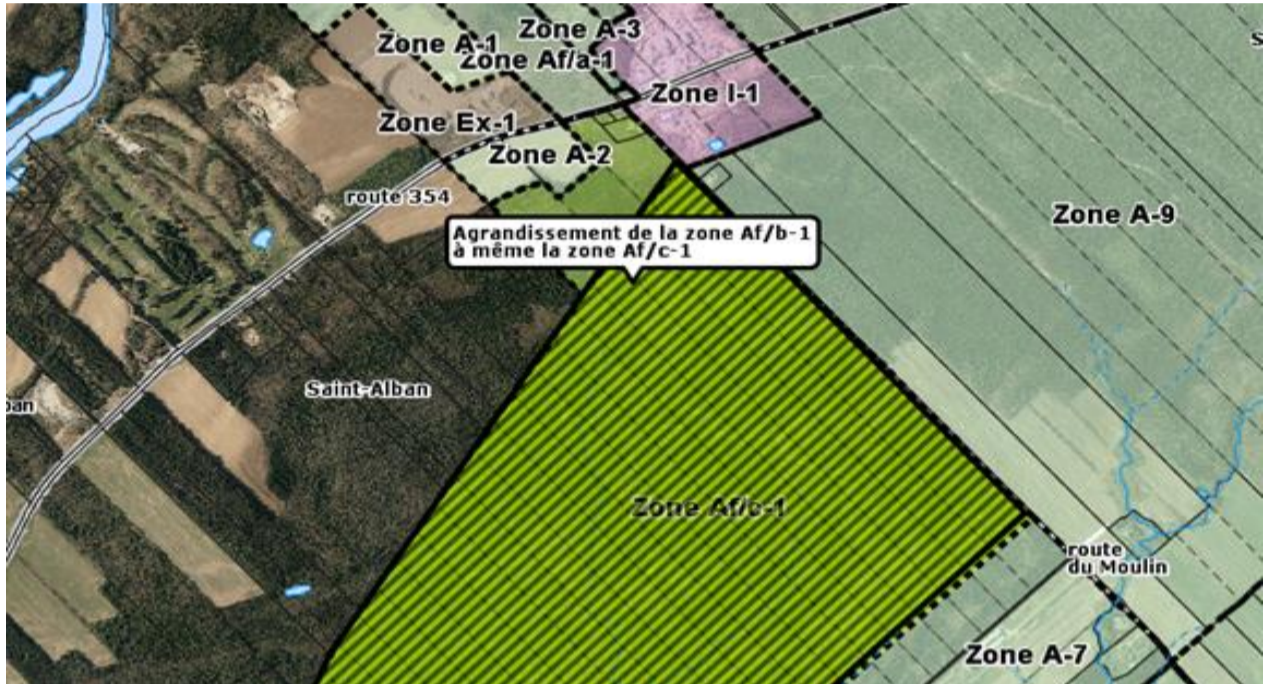 Zone A-3
Zone A-1
Zone Af/a-1
Zone I-1
Zone Ex-1
Zone A-2
route 354
Zone A-9
Agrandissement de la zone Af/b-1
à même la zone Af/c-1
Saint-Alban
ban
Zone Af/c-1
route
du Moulin
Zone A-7